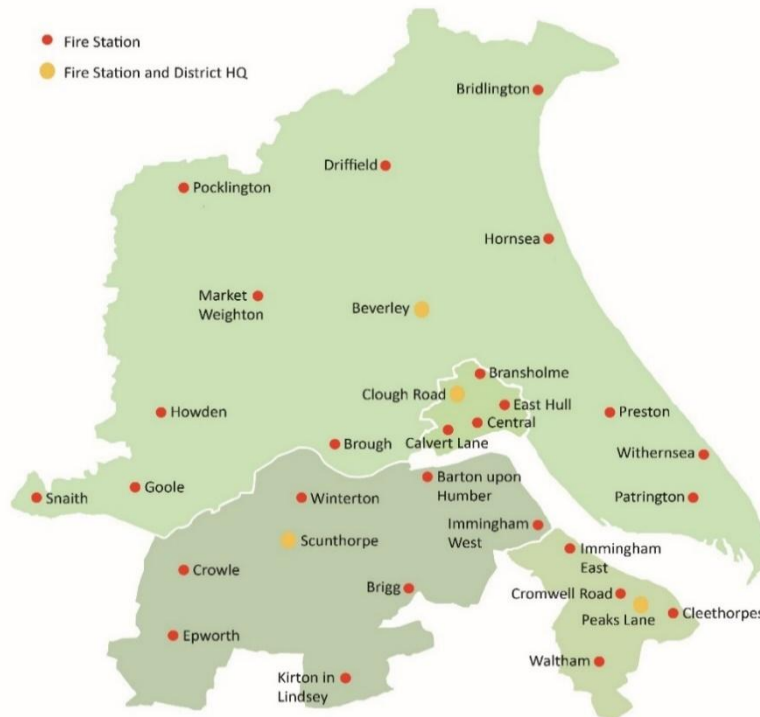 Fire Station
Fire Station and District HQ
Bridlington
Driffield
Pocklington
Hornsea
Market
Weighton
Beverley
Bransholme
Clough Road
East Hull
Howden
Central
Preston
Calvert Lane
Brough
Withernsea
Snaith
Goole
Barton upon
Humber
Winterton
Patrington
Immingham
West
Scunthorpe
Immingham
East
Crowle
Brigg
Cromwell Road
Peaks Lane
Cleethorpes
Epworth
Waltham
Kirton in
Lindsey